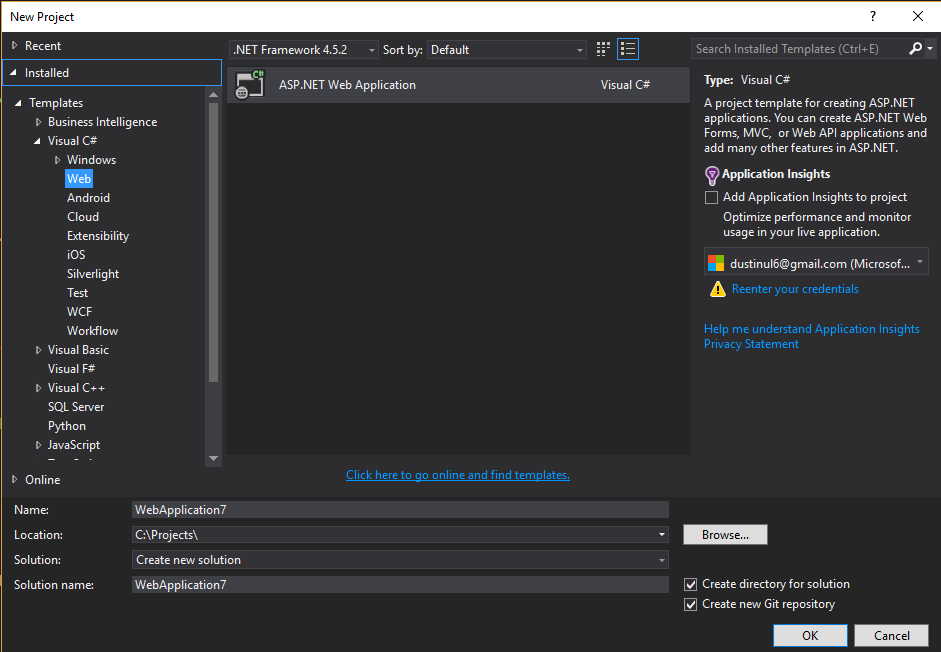 New Project
?
Recent
Installed
Templates
Business Intelligence
Visual C#
Windows
Web
Android
Cloud
Extensibility
iOS
Silverlight
Test
WCF
Workflow
Visual Basic
Visual F#
Visual C++
SQL Server
Python
JavaScript
Online
.NET Framework 4.5.2
Sort by:
Default
C#
ASP.NET Web Application
Visual C#
Click here to go online and find templates.
Search Installed Templates (Ctrl+E)
Type: Visual C#
A project template for creating ASP.NET
applications. You can create ASP.NET Web
Forms, MVC, or Web API applications and
add many other features in ASP.NET.
Application Insights
Add Application Insights to project
Optimize performance and monitor
usage in your live application.
dustinul6@gmail.com (Microsof...
Reenter your credentials
Help me understand Application Insights
Privacy Statement
Name:
WebApplication7
Location:
C:\Projects\
Browse...
Solution:
Create new solution
Solution name:
WebApplication7
Create directory for solution
Create new Git repository
OK
Cancel